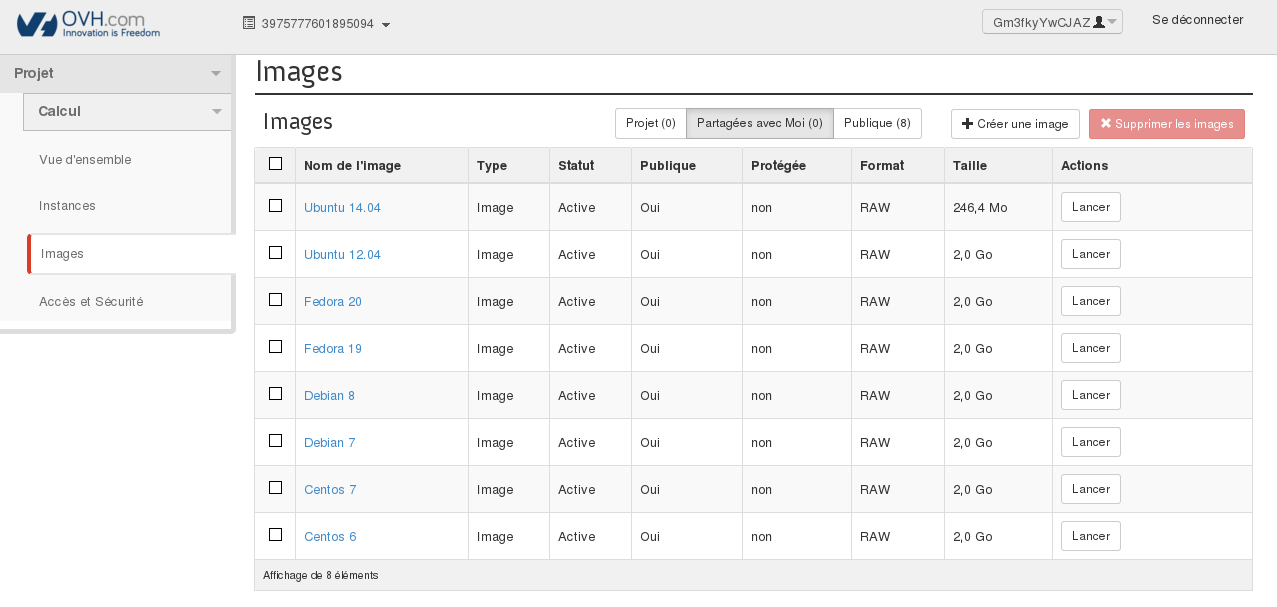 OVH.com
Innovation is Freedom
3975777601895094
Gm3fkyYwCJAZ
Se déconnecter
Projet
Calcul
Vue d'ensemble
Instances
Images
Accès et Sécurité
Images
Images
Projet (0) Partagées avec Moi (0) Publique (8) Créer une image Supprimer les images
Nom de l'image Type Statut Publique Protégée Format Taille Actions
Ubuntu 14.04 Image Active Oui non RAW 246,4 Mo Lancer
Ubuntu 12.04 Image Active Oui non RAW 2,0 Go Lancer
Fedora 20 Image Active Oui non RAW 2,0 Go Lancer
Fedora 19 Image Active Oui non RAW 2,0 Go Lancer
Debian 8 Image Active Oui non RAW 2,0 Go Lancer
Debian 7 Image Active Oui non RAW 2,0 Go Lancer
Centos 7 Image Active Oui non RAW 2,0 Go Lancer
Centos 6 Image Active Oui non RAW 2,0 Go Lancer
Affichage de 8 éléments